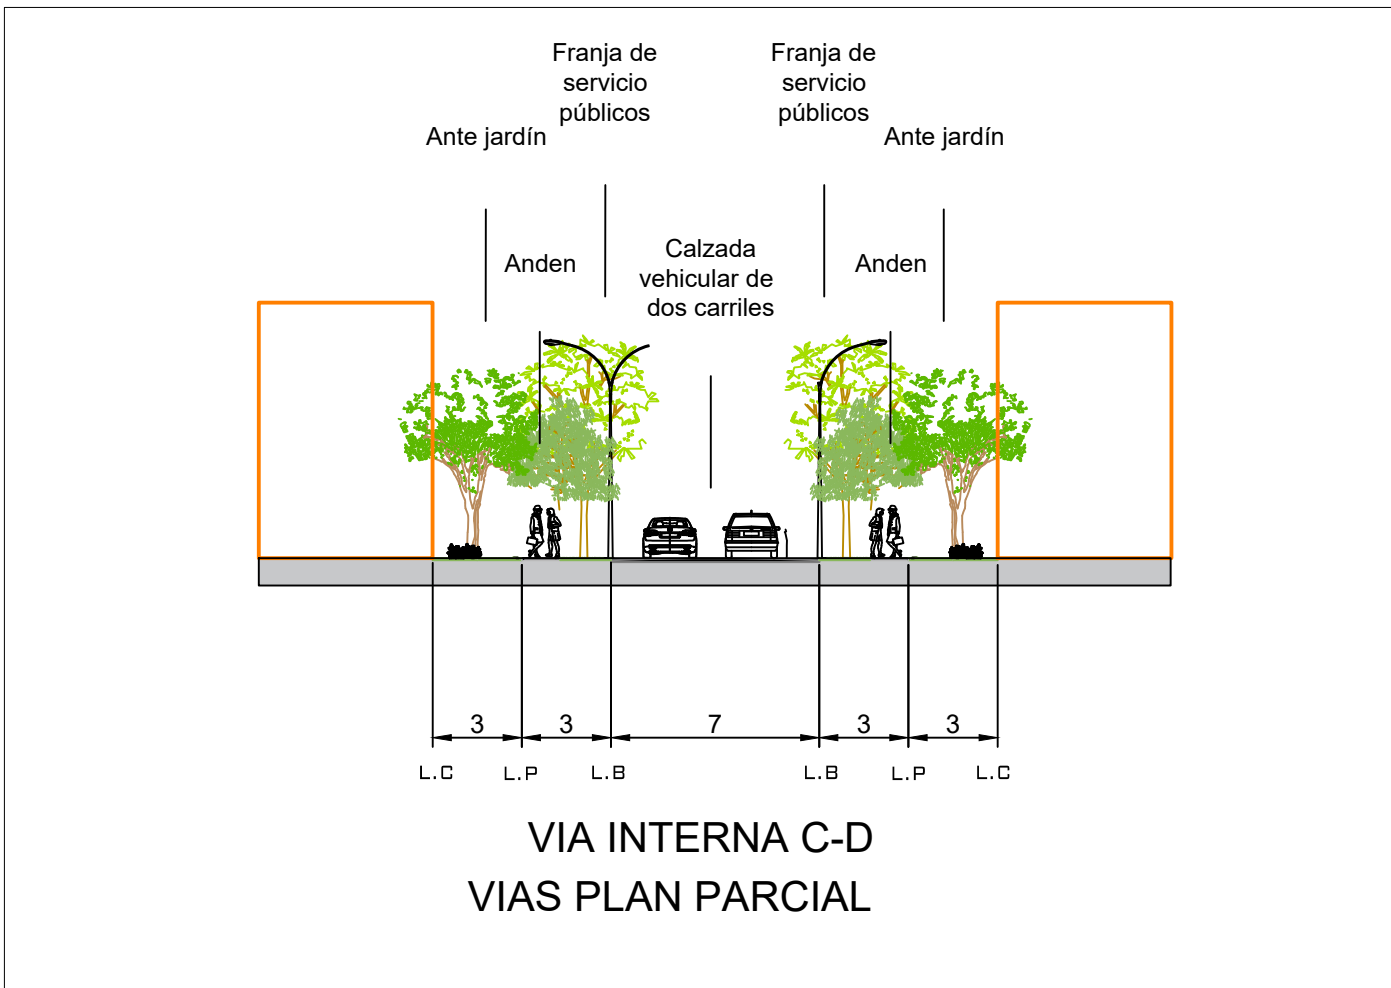 Franja de
servicio
públicos
Franja de
servicio
públicos
Ante jardín
Ante jardín
Anden
Calzada
vehicular de
dos carriles
Anden
3
3
7
3
3
L.C
L.P
L.B
L.B
L.P
L.C
VIA INTERNA C-D
VIAS PLAN PARCIAL